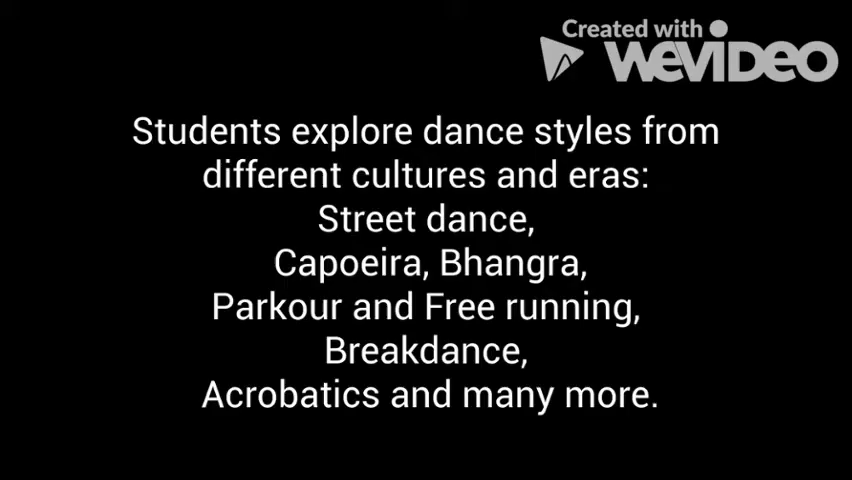 Created with
WEVIDEO
Students explore dance styles from
different cultures and eras:
Street dance,
Capoeira, Bhangra,
Parkour and Free running,
Breakdance,
Acrobatics and many more.